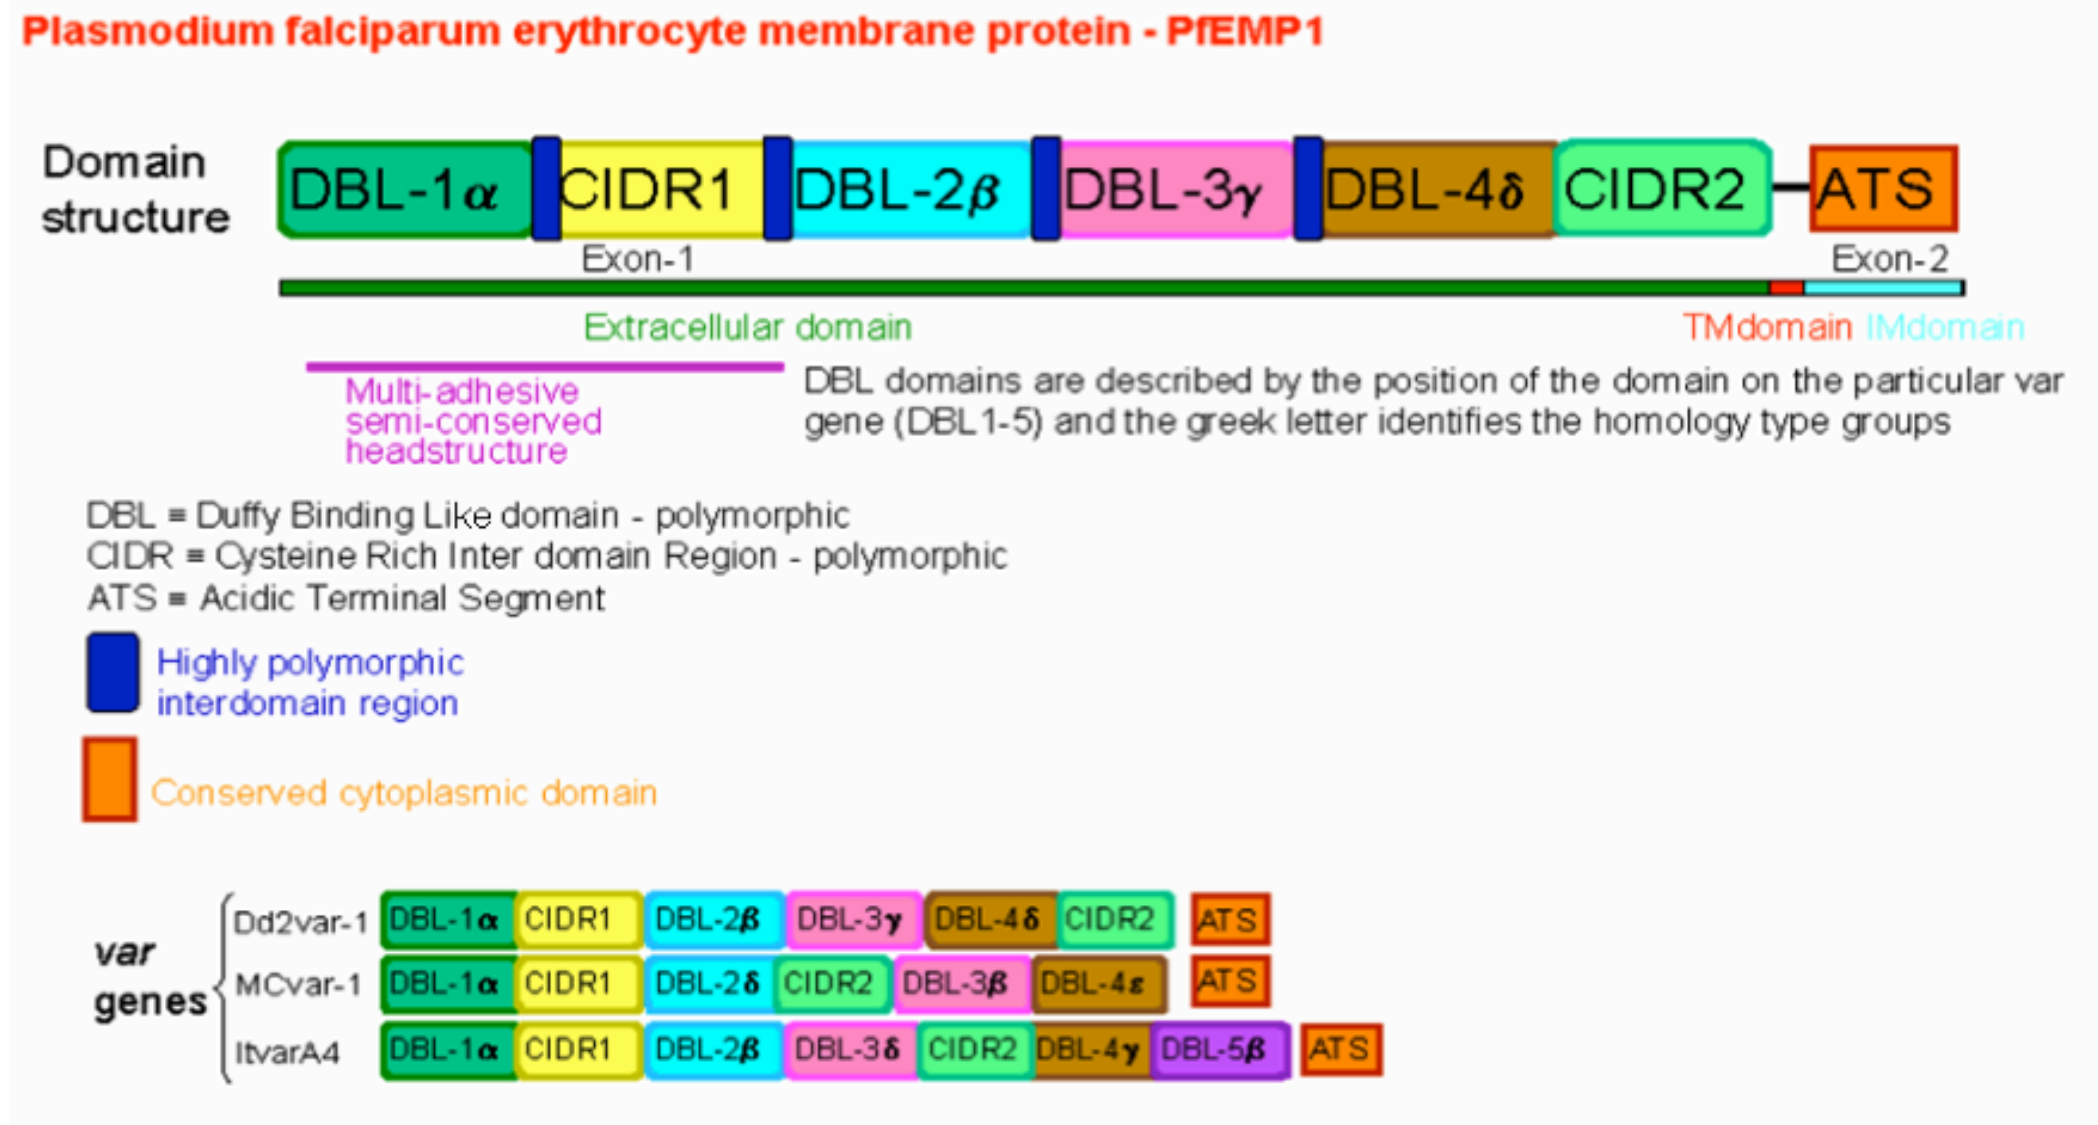 Plasmodium falciparum erythrocyte membrane protein - PfEMP1
Domain
structure
DBL-1α CIDR1 DBL-2β DBL-3γ DBL-4δ CIDR2 ATS
Exon-1 Exon-2
Extracellular domain TMdomain IMdomain
Multi-adhesive
semi-conserved
headstructure
DBL domains are described by the position of the domain on the particular var
gene (DBL1-5) and the greek letter identifies the homology type groups
DBL ≡ Duffy Binding Like domain - polymorphic
CIDR ≡ Cysteine Rich Inter domain Region - polymorphic
ATS ≡ Acidic Terminal Segment
Highly polymorphic
interdomain region
Conserved cytoplasmic domain
var
genes
Dd2var-1 DBL-1α CIDR1 DBL-2β DBL-3γ DBL-4δ CIDR2 ATS
MCvar-1 DBL-1α CIDR1 DBL-2δ CIDR2 DBL-3β DBL-4ε ATS
ItvarA4 DBL-1α CIDR1 DBL-2β DBL-3δ CIDR2 DBL-4γ DBL-5β ATS